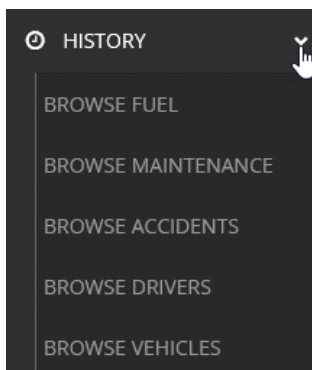 HISTORY
BROWSE FUEL
BROWSE MAINTENANCE
BROWSE ACCIDENTS
BROWSE DRIVERS
BROWSE VEHICLES